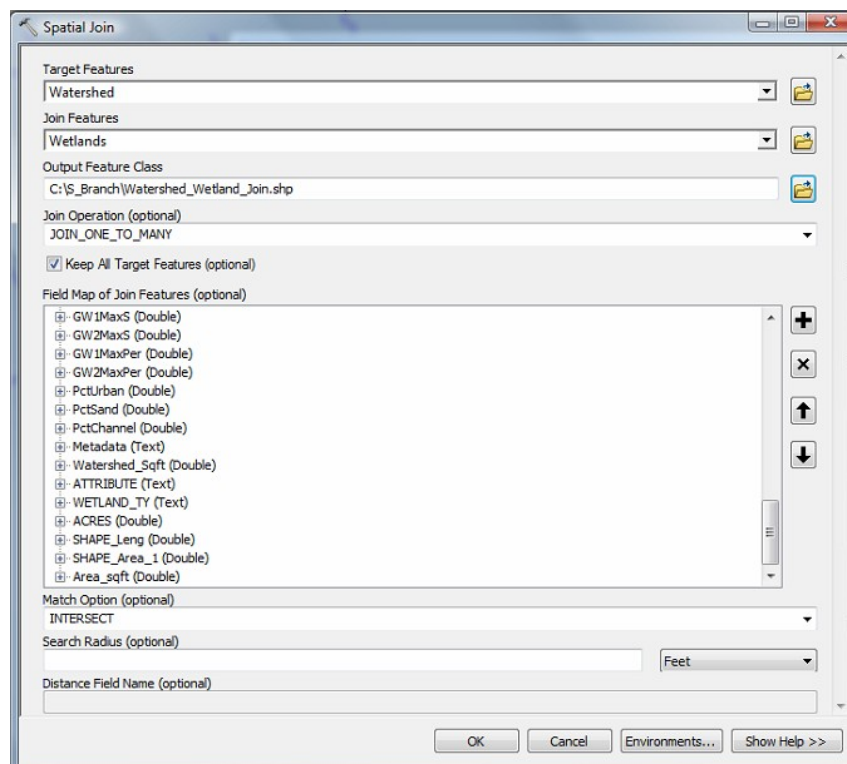 Spatial Join
Target Features
Watershed
Join Features
Wetlands
Output Feature Class
C:\S_Branch\Watershed_Wetland_Join.shp
Join Operation (optional)
JOIN_ONE_TO_MANY
Keep All Target Features (optional)
Field Map of Join Features (optional)
GW1MaxS (Double)
GW2MaxS (Double)
GW1MaxPer (Double)
GW2MaxPer (Double)
PctUrban (Double)
PctSand (Double)
PctChannel (Double)
Metadata (Text)
Watershed_Sqft (Double)
ATTRIBUTE (Text)
WETLAND_TY (Text)
ACRES (Double)
SHAPE_Leng (Double)
SHAPE_Area_1 (Double)
Area_sqft (Double)
Match Option (optional)
INTERSECT
Search Radius (optional)
Feet
Distance Field Name (optional)
OK Cancel Environments... Show Help >>